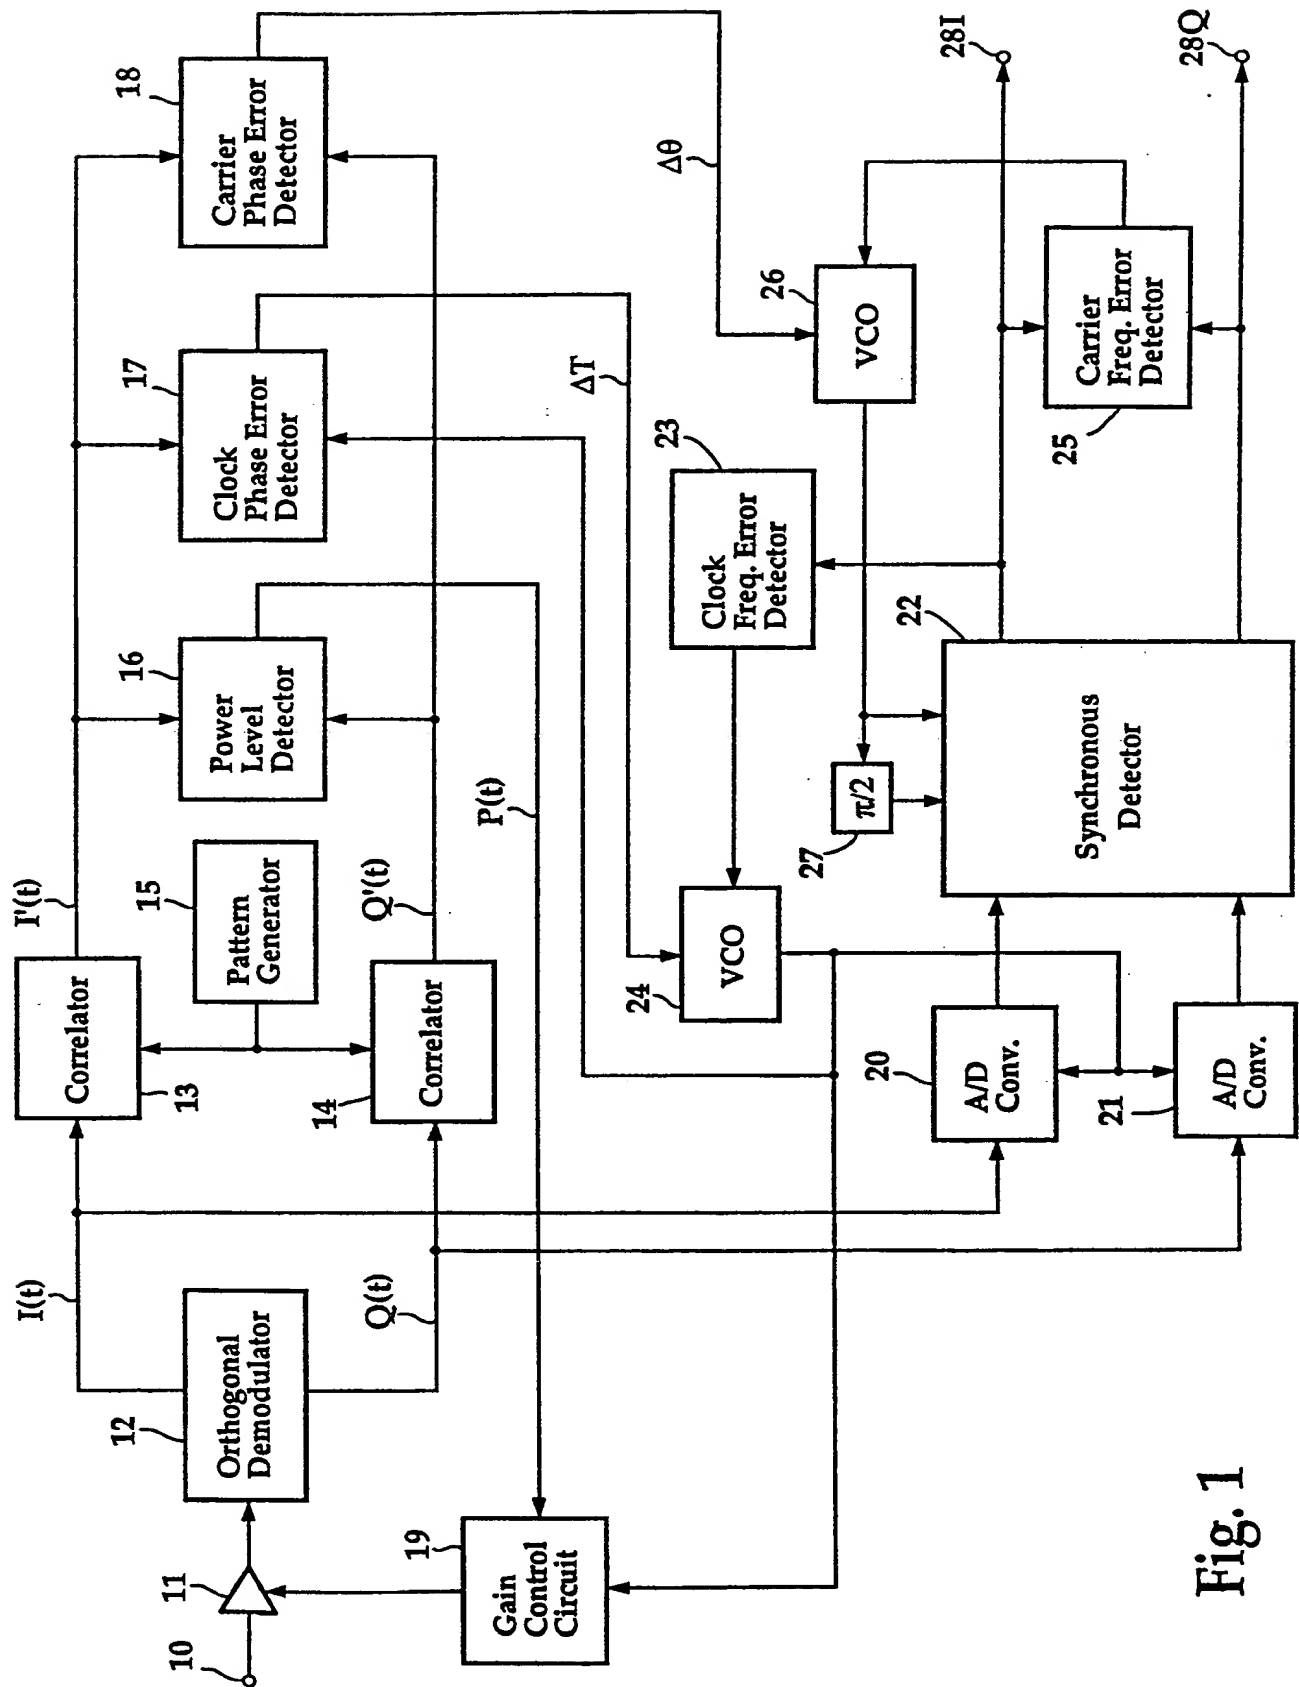 10
11
12
Orthogonal
Demodulator
I(t)
Q(t)
19
Gain
Control
Circuit
Correlator
13
14
Correlator
15
Pattern
Generator
I'(t)
Q'(t)
P(t)
16
Power
Level
Detector
17
Clock
Phase Error
Detector
18
Carrier
Phase Error
Detector
ΔT
Δθ
20
A/D
Conv.
21
A/D
Conv.
24
VCO
23
Clock
Freq. Error
Detector
26
VCO
27
π/2
22
Synchronous
Detector
25
Carrier
Freq. Error
Detector
28I
28Q
Fig. 1